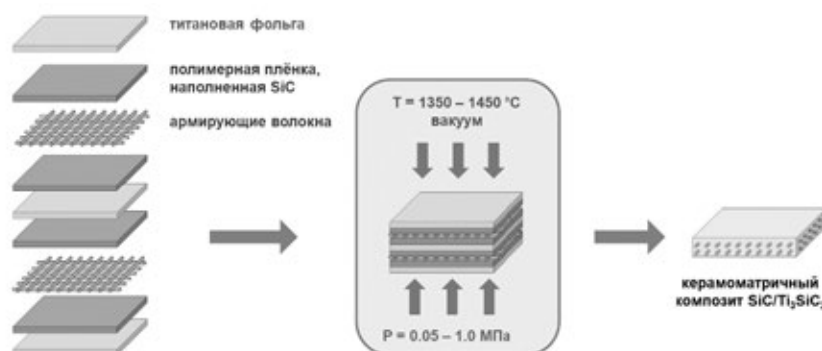 титановая фольга
полимерная плёнка,
наполненная SiC
армирующие волокна
T = 1350 – 1450 °C
вакуум
P = 0.05 – 1.0 МПа
керамоматричный
композит SiC/Ti₃SiC₂